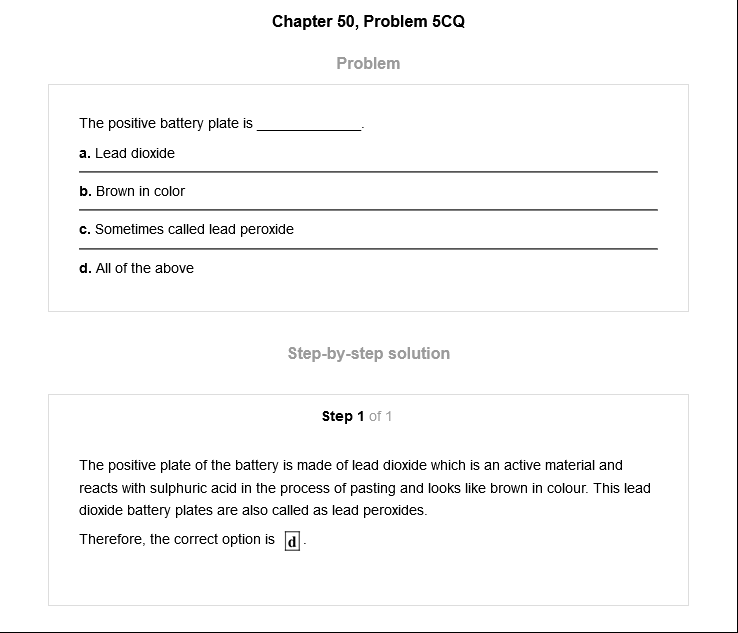 Chapter 50, Problem 5CQ
Problem
The positive battery plate is ______________.
a. Lead dioxide
b. Brown in color
c. Sometimes called lead peroxide
d. All of the above
Step-by-step solution
Step 1 of 1
The positive plate of the battery is made of lead dioxide which is an active material and
reacts with sulphuric acid in the process of pasting and looks like brown in colour. This lead
dioxide battery plates are also called as lead peroxides.
Therefore, the correct option is d .